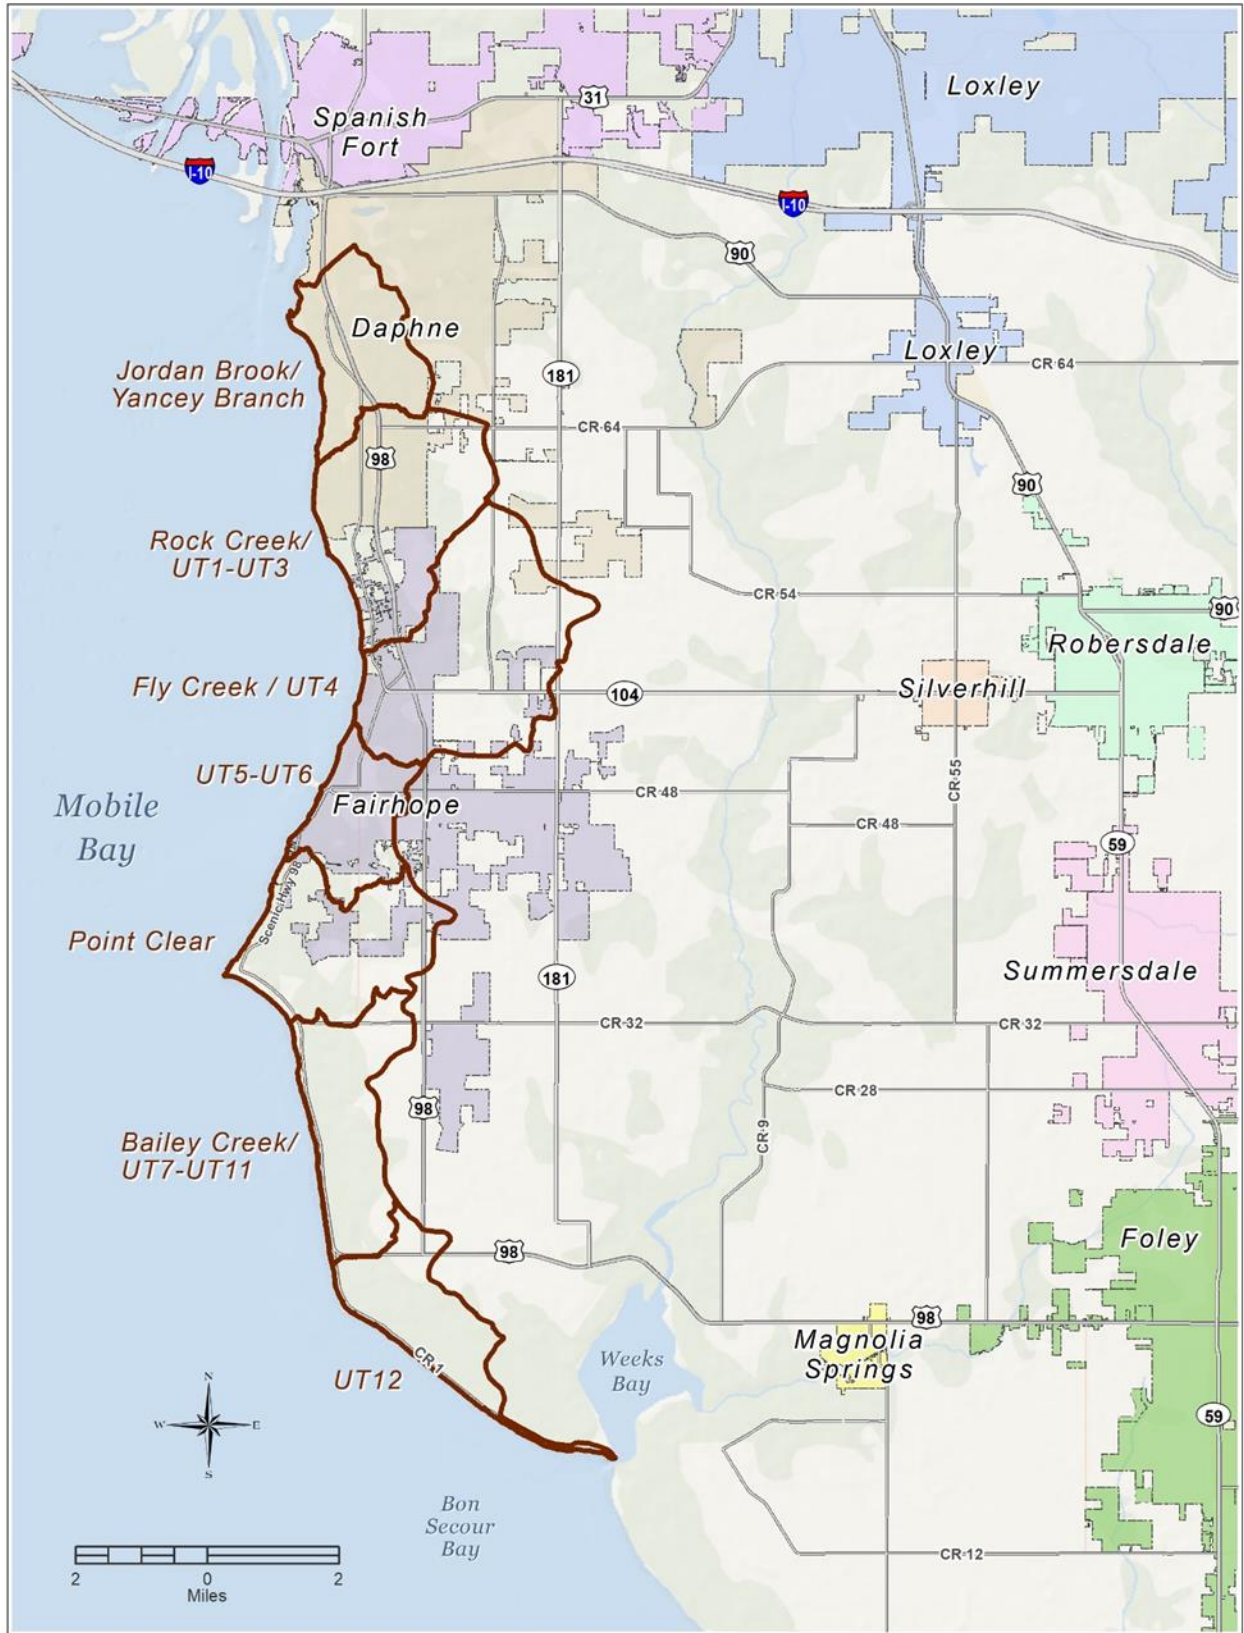 Loxley
31
Spanish
Fort
I-10
I-10
90
Daphne
Loxley
CR 64
Jordan Brook/
Yancey Branch
181
CR 64
98
90
Rock Creek/
UT1-UT3
CR 54
90
Robersdale
Fly Creek / UT4
104
Silverhill
UT5-UT6
Mobile
Bay
Fairhope
CR 48
CR 55
CR 48
59
Scenic Hwy 98
Point Clear
181
Summersdale
CR 32
CR 32
CR 28
98
CR 9
Bailey Creek/
UT7-UT11
Foley
98
98
Magnolia
Springs
Weeks
Bay
CR 1
UT12
N
W
E
S
59
Bon
Secour
Bay
CR 12
2
0
2
Miles